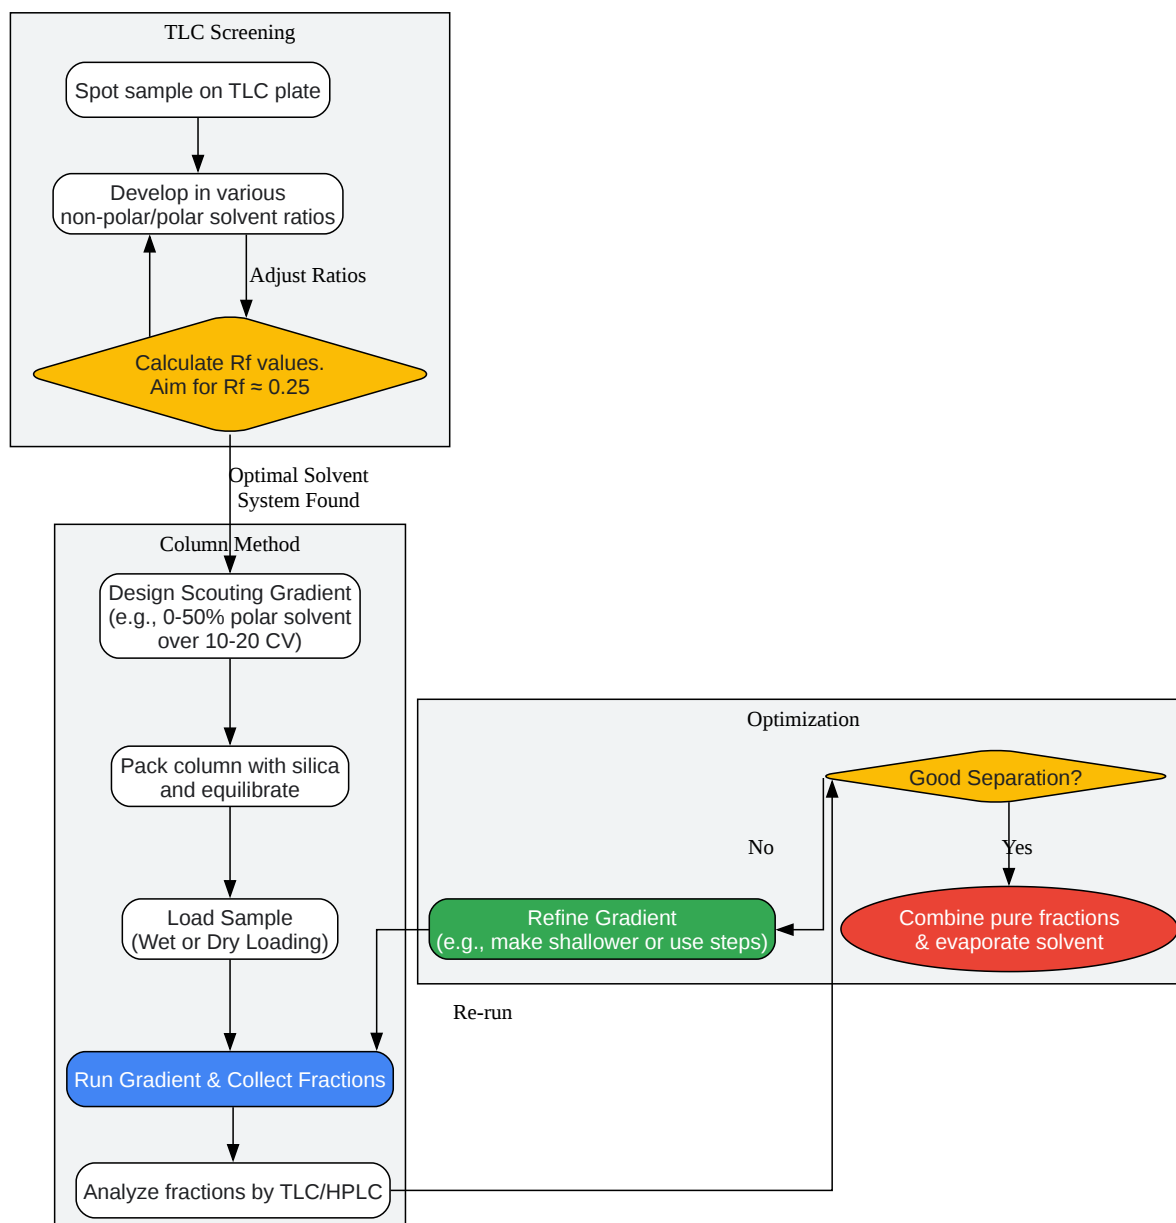 TLC Screening
Spot sample on TLC plate
Develop in various
non-polar/polar solvent ratios
Adjust Ratios
Calculate Rf values.
Aim for Rf ≈ 0.25
Optimal Solvent
System Found
Column Method
Design Scouting Gradient
(e.g., 0-50% polar solvent
over 10-20 CV)
Pack column with silica
and equilibrate
Load Sample
(Wet or Dry Loading)
Run Gradient & Collect Fractions
Analyze fractions by TLC/HPLC
Optimization
Good Separation?
No
Yes
Refine Gradient
(e.g., make shallower or use steps)
Combine pure fractions
& evaporate solvent
Re-run